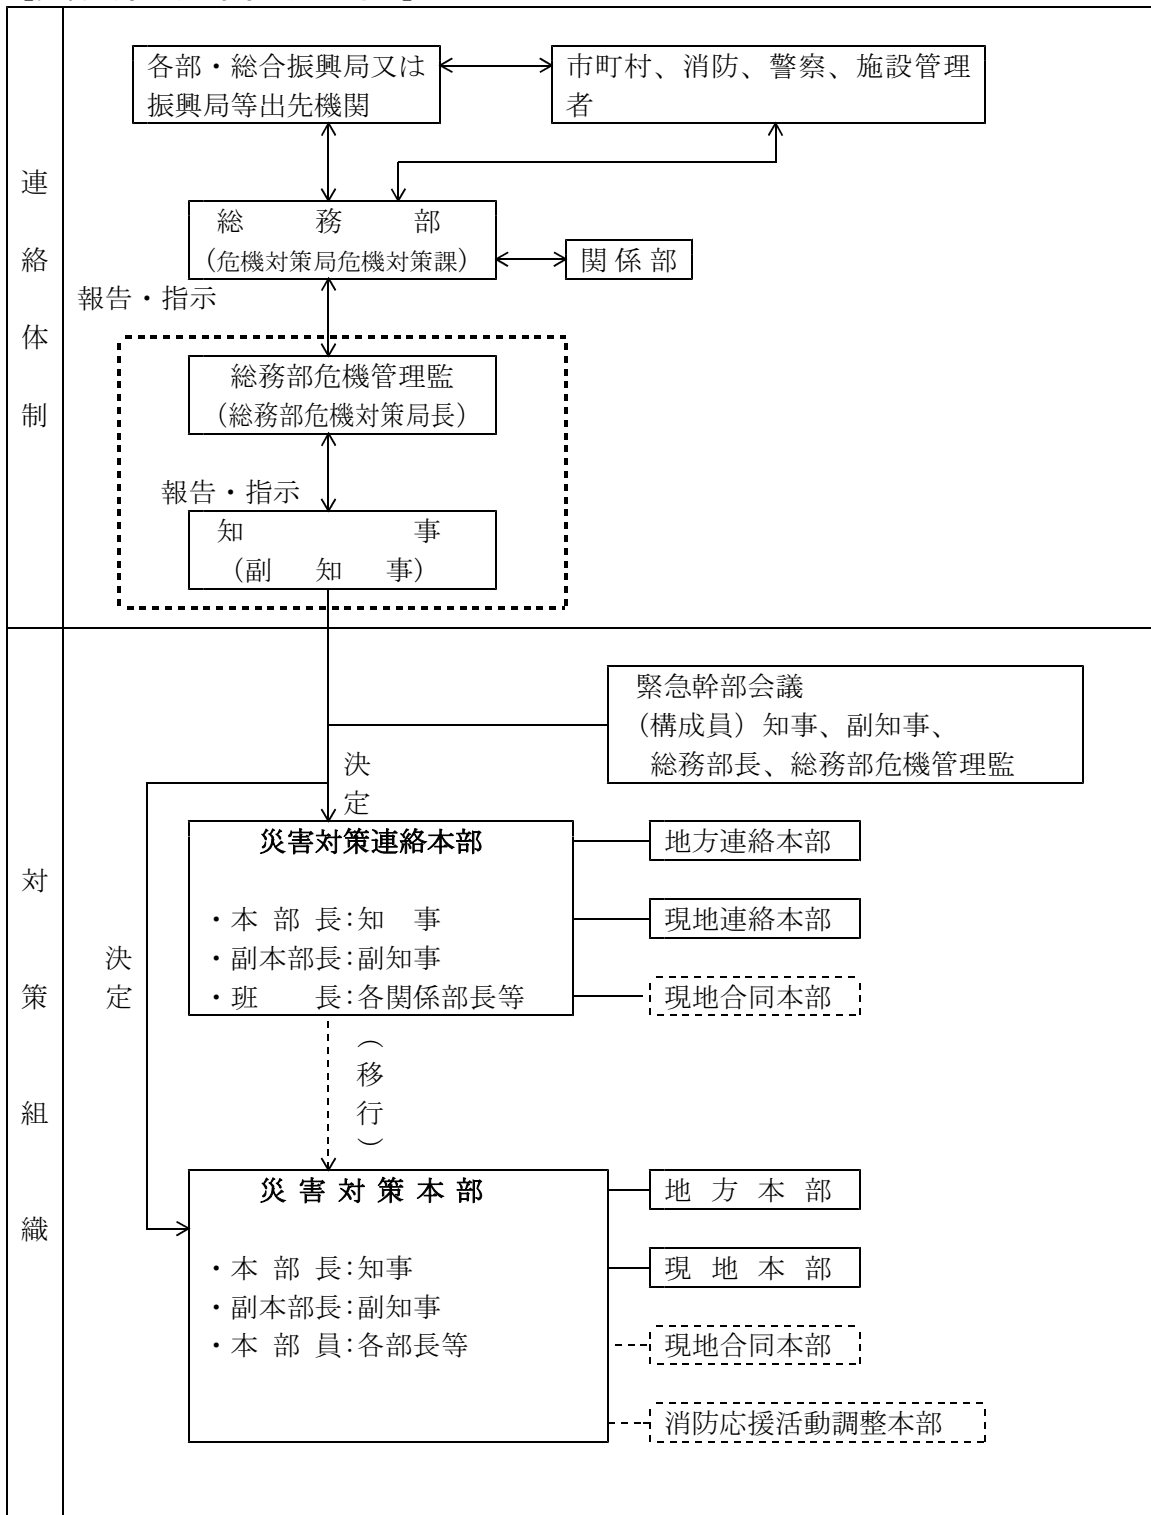 連絡体制
各部・総合振興局又は
振興局等出先機関
市町村、消防、警察、施設管理
者
総務部
(危機対策局危機対策課)
関係部
報告・指示
総務部危機管理監
(総務部危機対策局長)
報告・指示
知事
(副知事)
対策組織
緊急幹部会議
(構成員)知事、副知事、
総務部長、総務部危機管理監
決定
決定
災害対策連絡本部
・本部長:知事
・副本部長:副知事
・班長:各関係部長等
地方連絡本部
現地連絡本部
現地合同本部
(移行)
災害対策本部
・本部長:知事
・副本部長:副知事
・本部員:各部長等
地方本部
現地本部
現地合同本部
消防応援活動調整本部